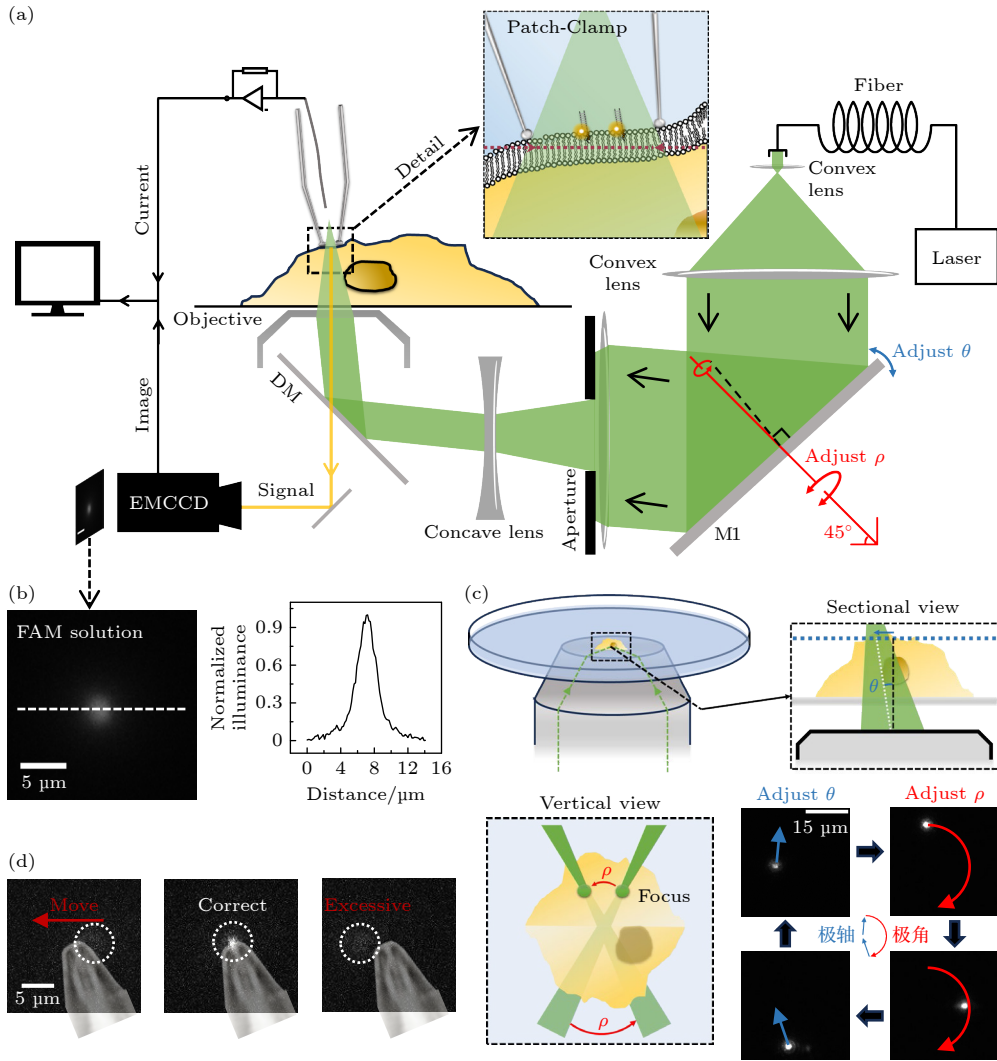 (a)
Patch-Clamp
Detail
Current
Image
Objective
DM
EMCCD
Signal
Concave lens
Aperture
Convex
lens
Fiber
Convex
lens
Laser
Adjust θ
Adjust ρ
45°
M1
(b)
FAM solution
5 µm
Normalized
illuminance
0.9
0.6
0.3
0
0 4 8 12 16
Distance/µm
(c)
Sectional view
θ
Vertical view
ρ
Focus
ρ
Adjust θ
15 µm
Adjust ρ
极轴
极角
(d)
Move
5 µm
Correct
Excessive